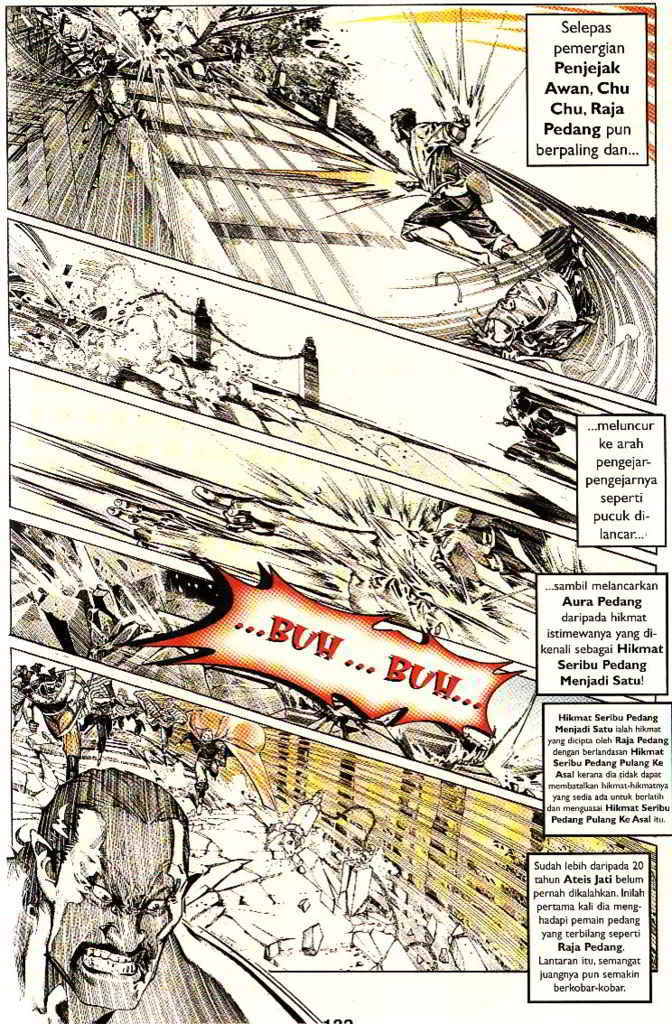 Selepas
pemergian
Penjejak
Awan, Chu
Chu, Raja
Pedang pun
berpaling dan...
...meluncur
ke arah
pengejar-
pengejarnya
seperti
pucuk di-
lancar...
...sambil melancarkan
Aura Pedang
daripada hikmat
istimewanya yang di-
kenali sebagai Hikmat
Seribu Pedang
Menjadi Satu!
...BUH ... BUH...
Hikmat Seribu Pedang
Menjadi Satu ialah hikmat
yang dicipta oleh Raja Pedang
dengan berlandasan Hikmat
Seribu Pedang Pulang Ke
Asal kerana dia tidak dapat
membatalkan hikmat-hikmatnya
yang sedia ada untuk berlatih
dan menguasai Hikmat Seribu
Pedang Pulang Ke Asal itu.
Sudah lebih daripada 20
tahun Ateis Jati belum
pernah dikalahkan. Inilah
pertama kali dia meng-
hadapi pemain pedang
yang terbilang seperti
Raja Pedang.
Lantaran itu, semangat
juangnya pun semakin
berkobar-kobar.